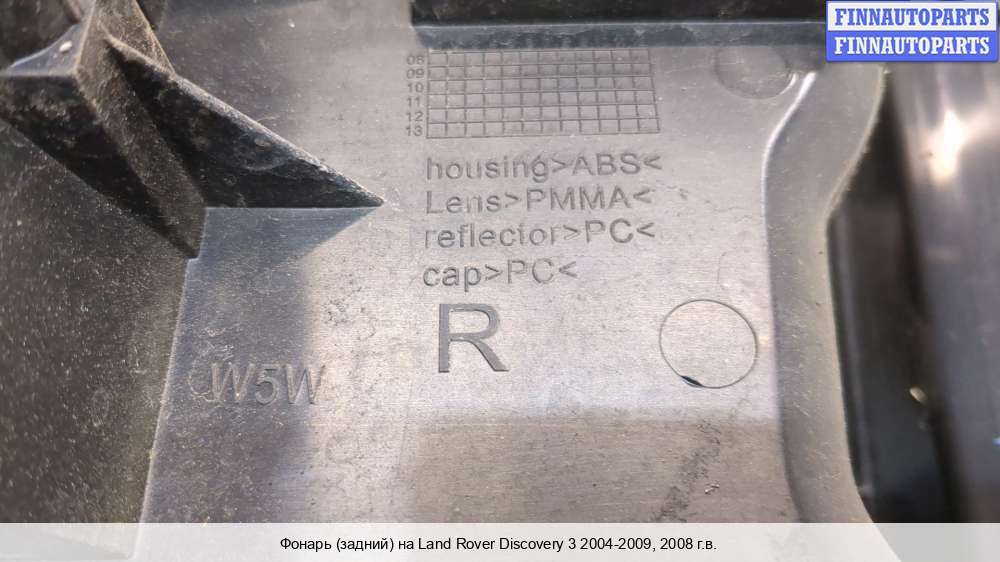 FINNAUTOPARTS
FINNAUTOPARTS
08
09
10
11
12
13
housing>ABS<
Lens>PMMA<
reflector>PC<
cap>PC<
R
W5W
Фонарь (задний) на Land Rover Discovery 3 2004-2009, 2008 г.в.